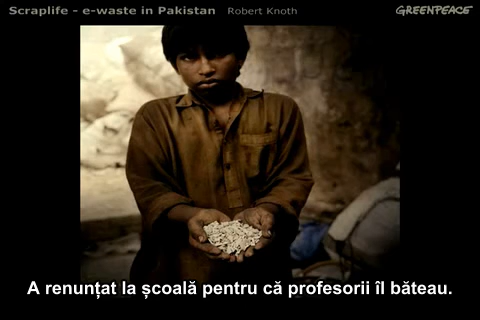 Scraplife - e-waste in Pakistan Robert Knoth GREENPEACE
A renunțat la școală pentru că profesorii îl băteau.